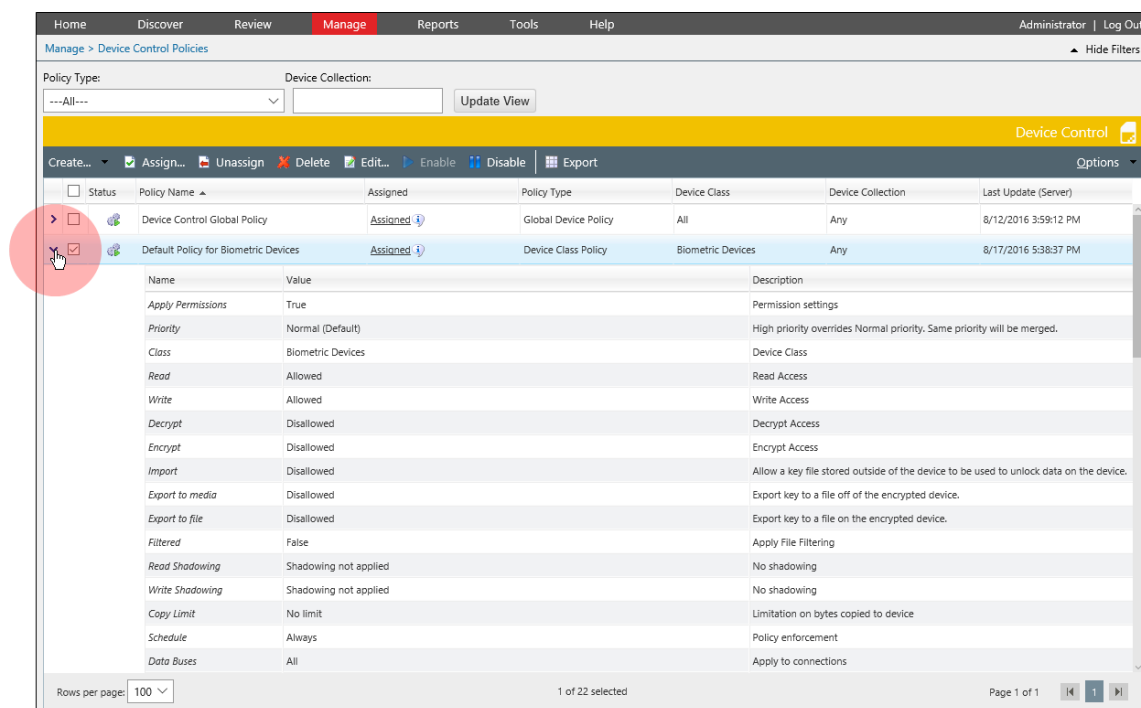 Home Discover Review Manage Reports Tools Help Administrator | Log Out
Manage > Device Control Policies Hide Filters
Policy Type: Device Collection:
---All--- Update View
Device Control
Create... Assign... Unassign Delete Edit... Enable Disable Export Options
Status Policy Name Assigned Policy Type Device Class Device Collection Last Update (Server)
Device Control Global Policy Assigned Global Device Policy All Any 8/12/2016 3:59:12 PM
Default Policy for Biometric Devices Assigned Device Class Policy Biometric Devices Any 8/17/2016 5:38:37 PM
Name Value Description
Apply Permissions True Permission settings
Priority Normal (Default) High priority overrides Normal priority. Same priority will be merged.
Class Biometric Devices Device Class
Read Allowed Read Access
Write Allowed Write Access
Decrypt Disallowed Decrypt Access
Encrypt Disallowed Encrypt Access
Import Disallowed Allow a key file stored outside of the device to be used to unlock data on the device.
Export to media Disallowed Export key to a file off of the encrypted device.
Export to file Disallowed Export key to a file on the encrypted device.
Filtered False Apply File Filtering
Read Shadowing Shadowing not applied No shadowing
Write Shadowing Shadowing not applied No shadowing
Copy Limit No limit Limitation on bytes copied to device
Schedule Always Policy enforcement
Data Buses All Apply to connections
Rows per page: 100 1 of 22 selected Page 1 of 1 1